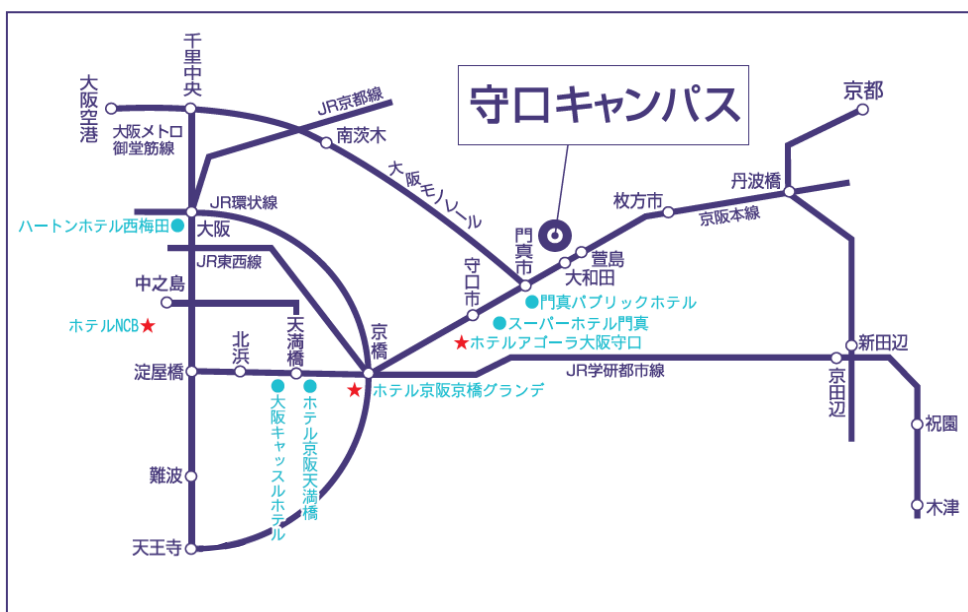 千里中央
大阪空港
大阪メトロ
御堂筋線
JR京都線
南茨木
大阪モノレール
守口キャンパス
京都
丹波橋
枚方市
京阪本線
JR環状線
ハートンホテル西梅田
大阪
JR東西線
門真市
萱島
大和田
中之島
守口市
門真パブリックホテル
ホテルNCB
スーパーホテル門真
ホテルアゴーラ大阪守口
天満橋
京橋
北浜
淀屋橋
新田辺
JR学研都市線
京田辺
ホテル京阪京橋グランデ
大阪キャッスルホテル
ホテル京阪天満橋
祝園
難波
木津
天王寺